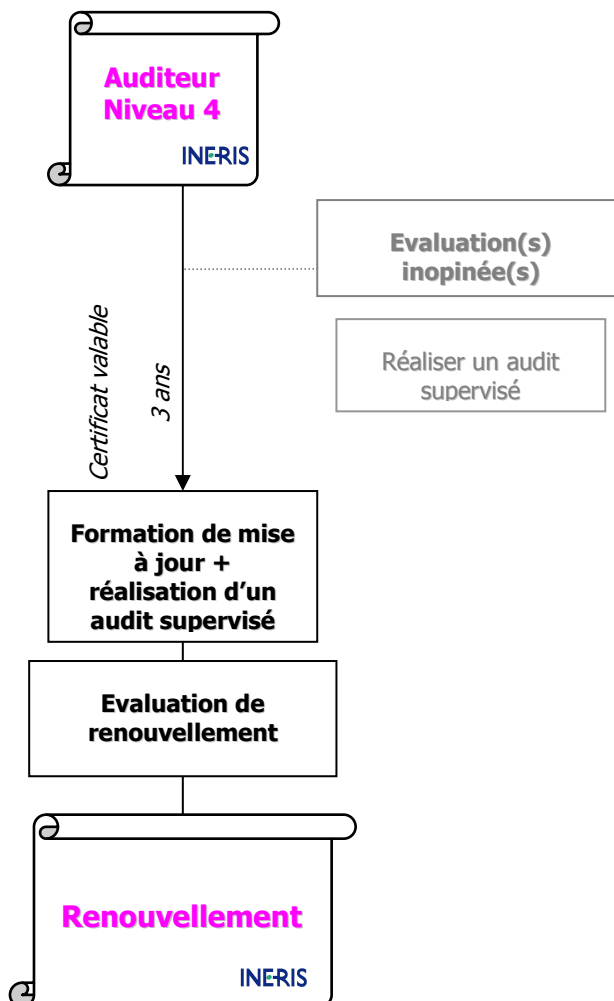 Auditeur
Niveau 4
INERIS
Evaluation(s)
inopinée(s)
Réaliser un audit
supervisé
Certificat valable
3 ans
Formation de mise
à jour +
réalisation d’un
audit supervisé
Evaluation de
renouvellement
Renouvellement
INERIS